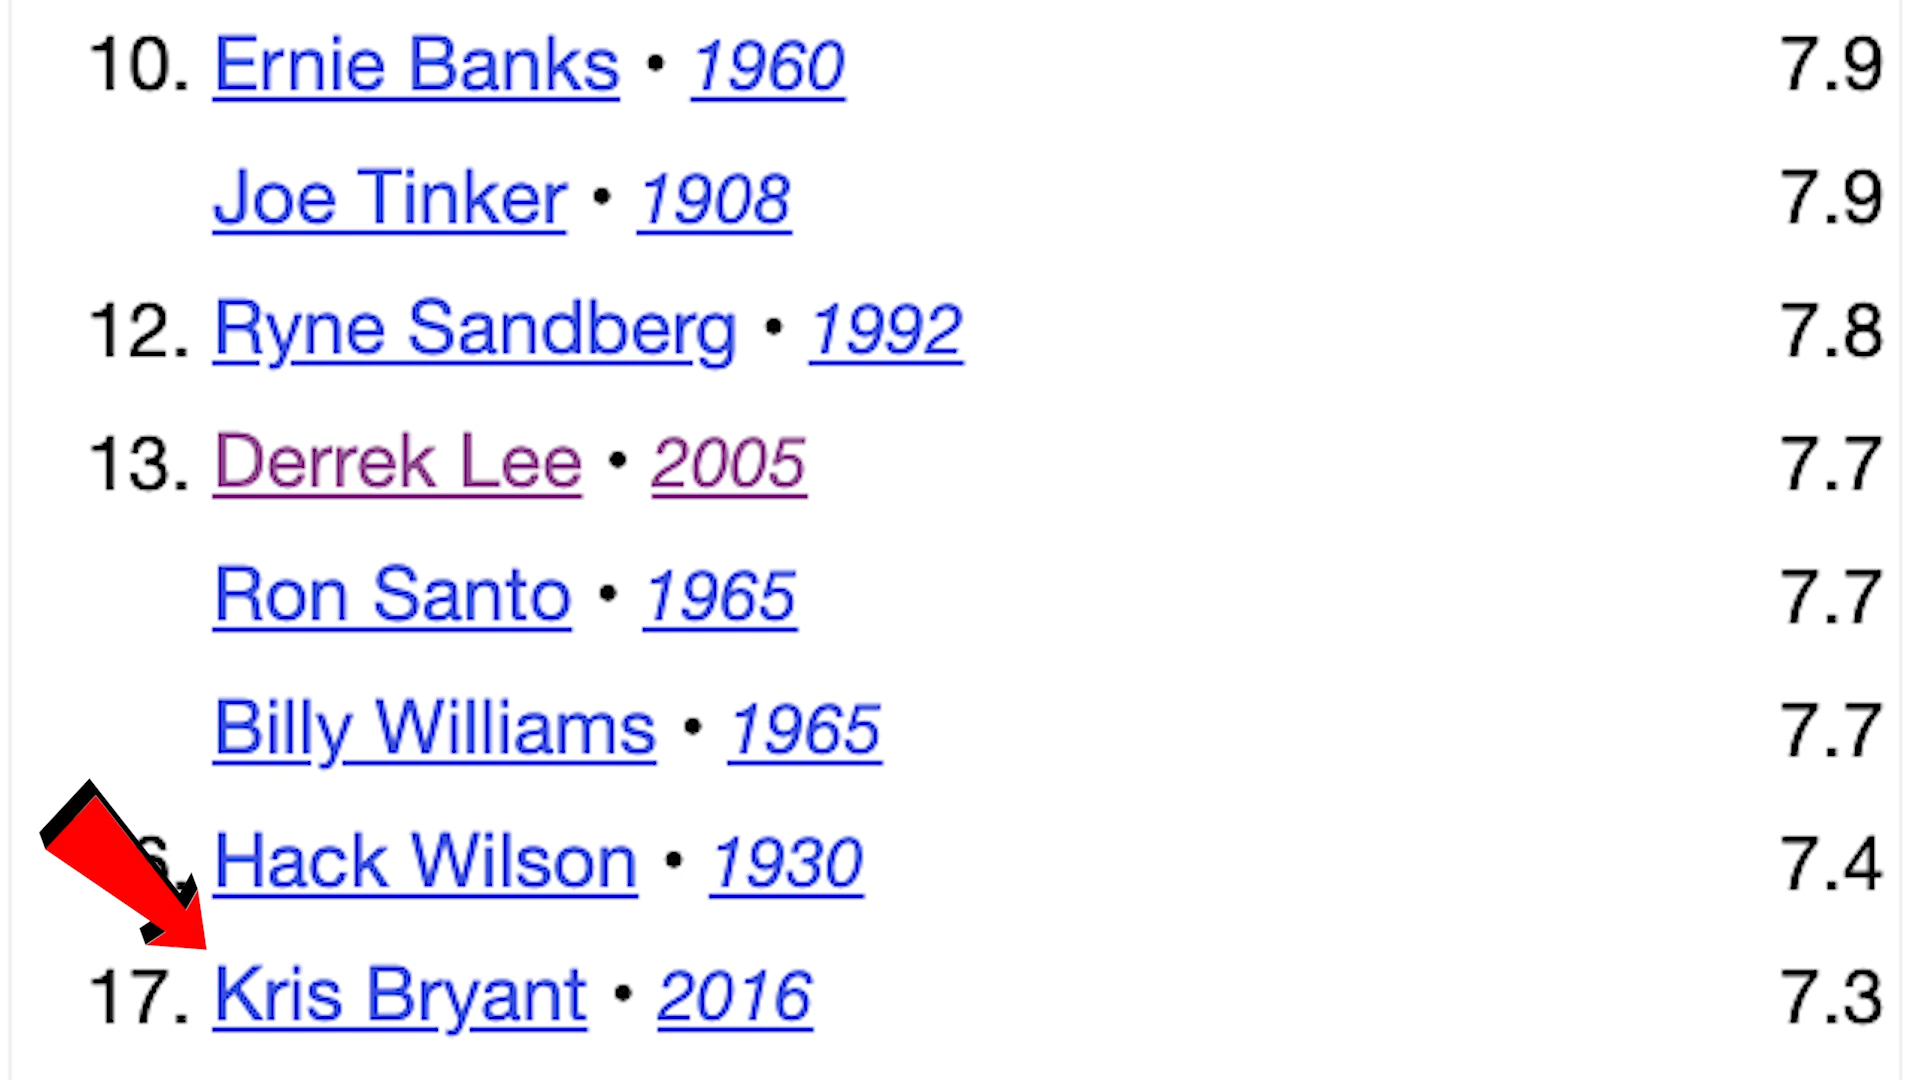 10. Ernie Banks • 1960 7.9
Joe Tinker • 1908 7.9
12. Ryne Sandberg • 1992 7.8
13. Derrek Lee • 2005 7.7
Ron Santo • 1965 7.7
Billy Williams • 1965 7.7
6. Hack Wilson • 1930 7.4
17. Kris Bryant • 2016 7.3